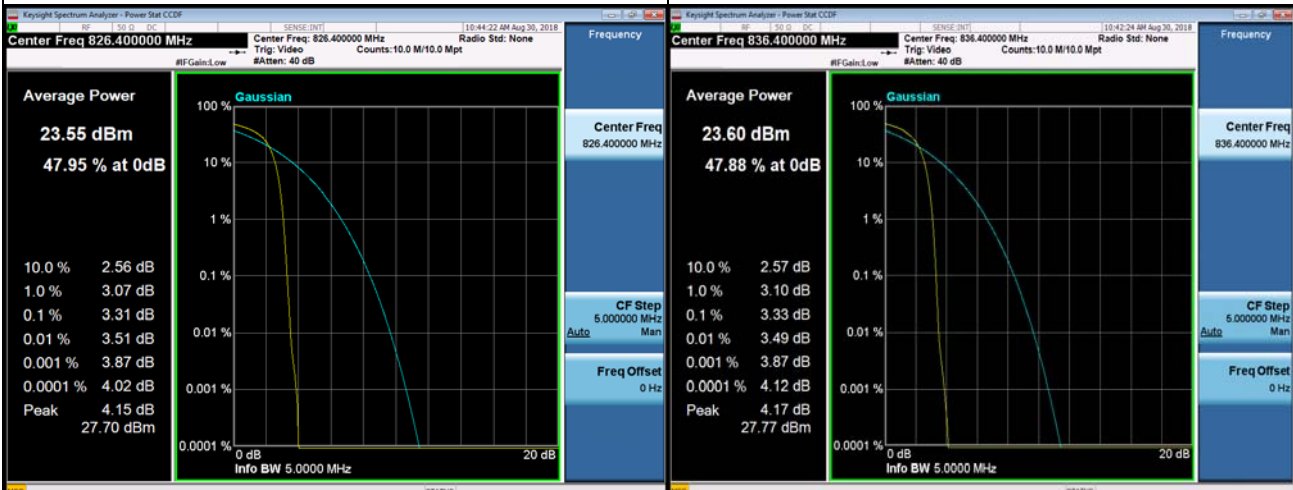 Keysight Spectrum Analyzer - Power Stat CCDF
RF 50 Ω DC SENSE:INT 10:44:22 AM Aug 30, 2018
Center Freq 826.400000 MHz
Center Freq: 826.400000 MHz Radio Std: None
Trig: Video Counts:10.0 M/10.0 Mpt
#IFGain:Low #Atten: 40 dB
Frequency
Average Power
23.55 dBm
47.95 % at 0dB
10.0 % 2.56 dB
1.0 % 3.07 dB
0.1 % 3.31 dB
0.01 % 3.51 dB
0.001 % 3.87 dB
0.0001 % 4.02 dB
Peak 4.15 dB
27.70 dBm
Gaussian
100 %
10 %
1 %
0.1 %
0.01 %
0.001 %
0.0001 %
0 dB 20 dB
Info BW 5.0000 MHz
Center Freq
826.400000 MHz
CF Step
5.000000 MHz
Auto Man
Freq Offset
0 Hz
Keysight Spectrum Analyzer - Power Stat CCDF
RF 50 Ω DC SENSE:INT 10:42:24 AM Aug 30, 2018
Center Freq 836.400000 MHz
Center Freq: 836.400000 MHz Radio Std: None
Trig: Video Counts:10.0 M/10.0 Mpt
#IFGain:Low #Atten: 40 dB
Frequency
Average Power
23.60 dBm
47.88 % at 0dB
10.0 % 2.57 dB
1.0 % 3.10 dB
0.1 % 3.33 dB
0.01 % 3.49 dB
0.001 % 3.87 dB
0.0001 % 4.12 dB
Peak 4.17 dB
27.77 dBm
Gaussian
100 %
10 %
1 %
0.1 %
0.01 %
0.001 %
0.0001 %
0 dB 20 dB
Info BW 5.0000 MHz
Center Freq
836.400000 MHz
CF Step
5.000000 MHz
Auto Man
Freq Offset
0 Hz